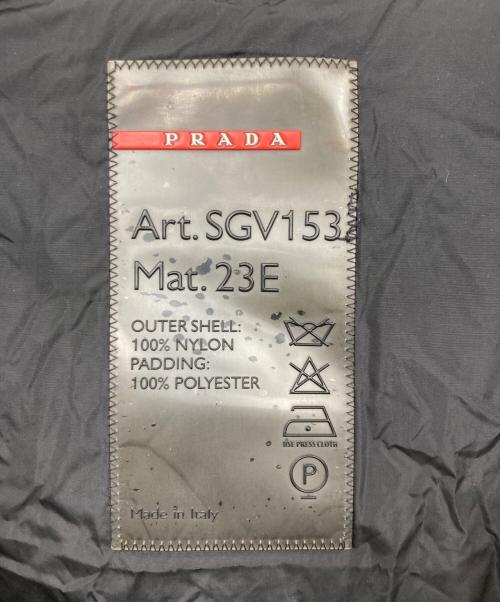 PRADA
Art. SGV153
Mat. 23E
OUTER SHELL:
100% NYLON
PADDING:
100% POLYESTER
USE PRESS CLOTH
P
Made in Italy